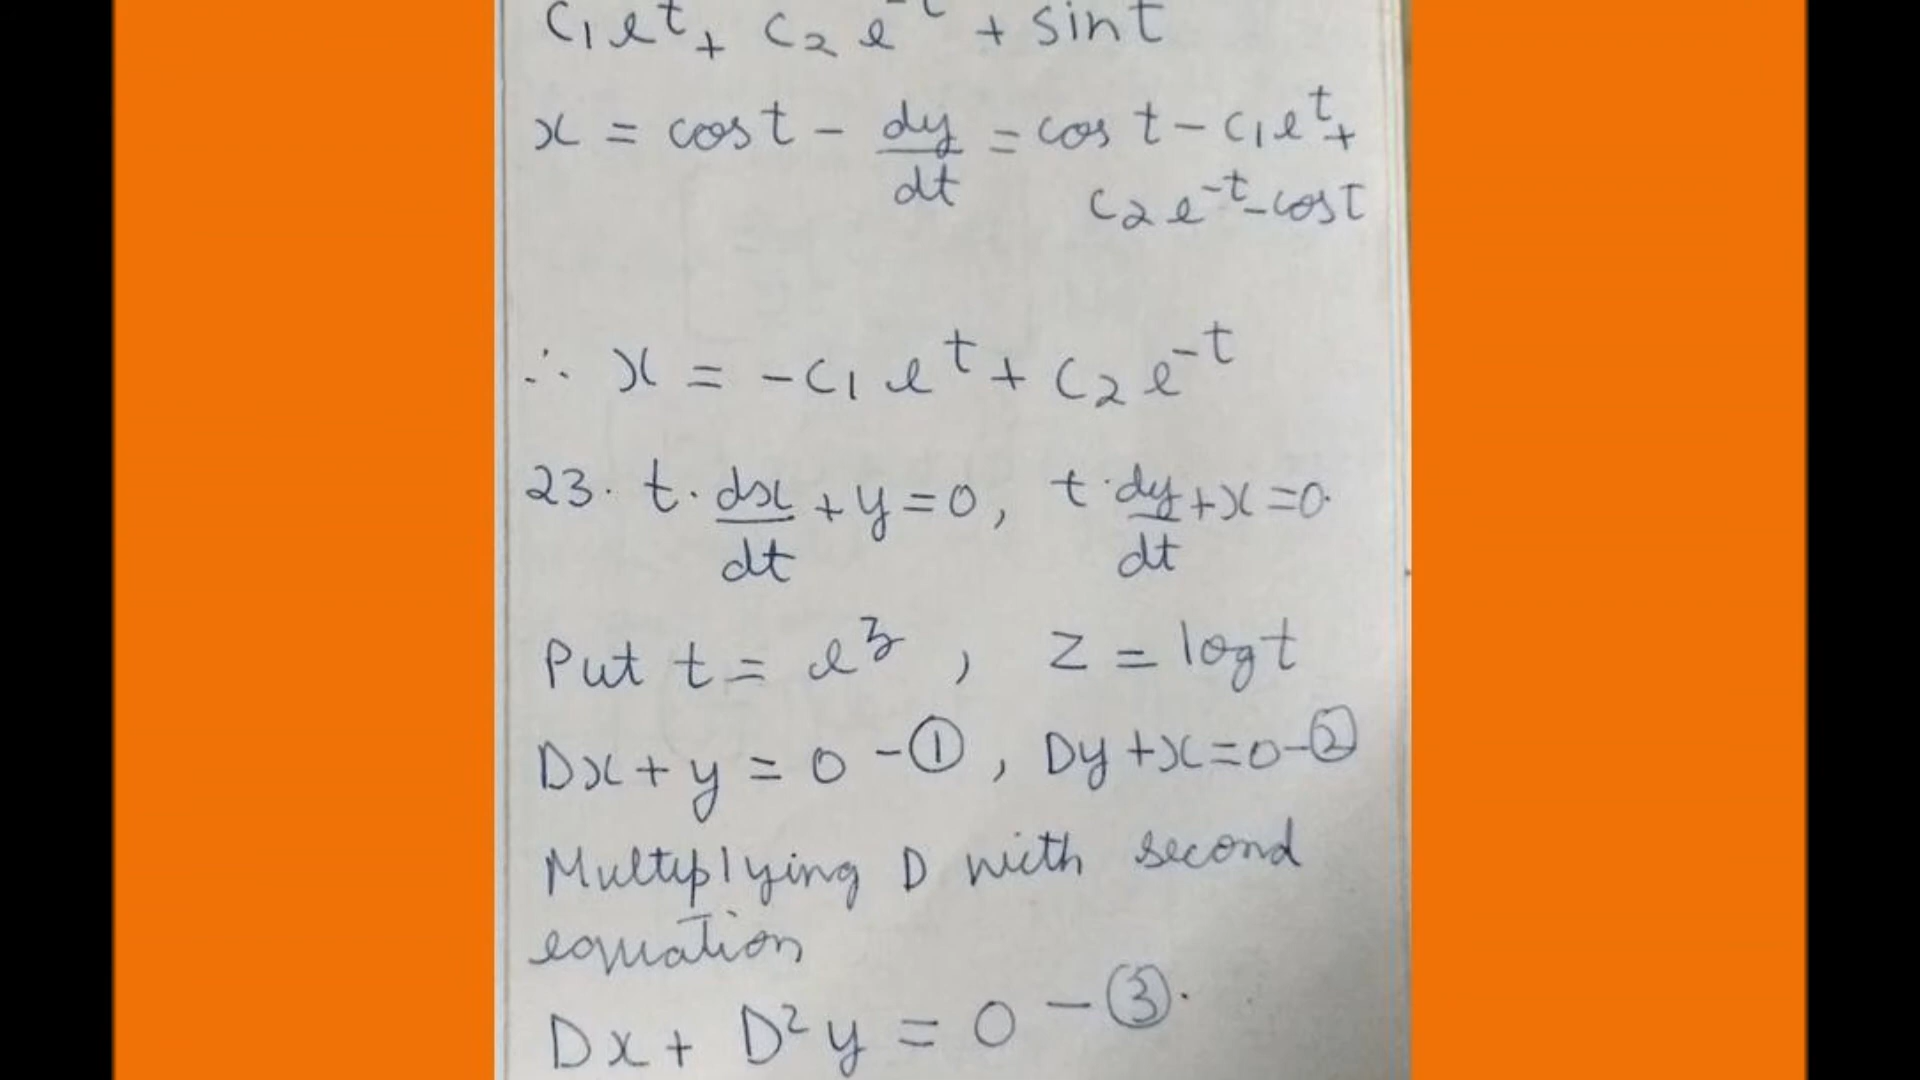 c₁eᵗ + c₂e⁻ᵗ + sint
x = cost - dy/dt = cos t - c₁eᵗ +
c₂e⁻ᵗ - cost
∴ x = -c₁eᵗ + c₂e⁻ᵗ
23. t. dx/dt + y = 0, t. dy/dt + x = 0.
Put t = e^z , z = logt
Dx + y = 0 - ① , Dy + x = 0 - ②
Multiplying D with second
equation
Dx + D²y = 0 - ③.